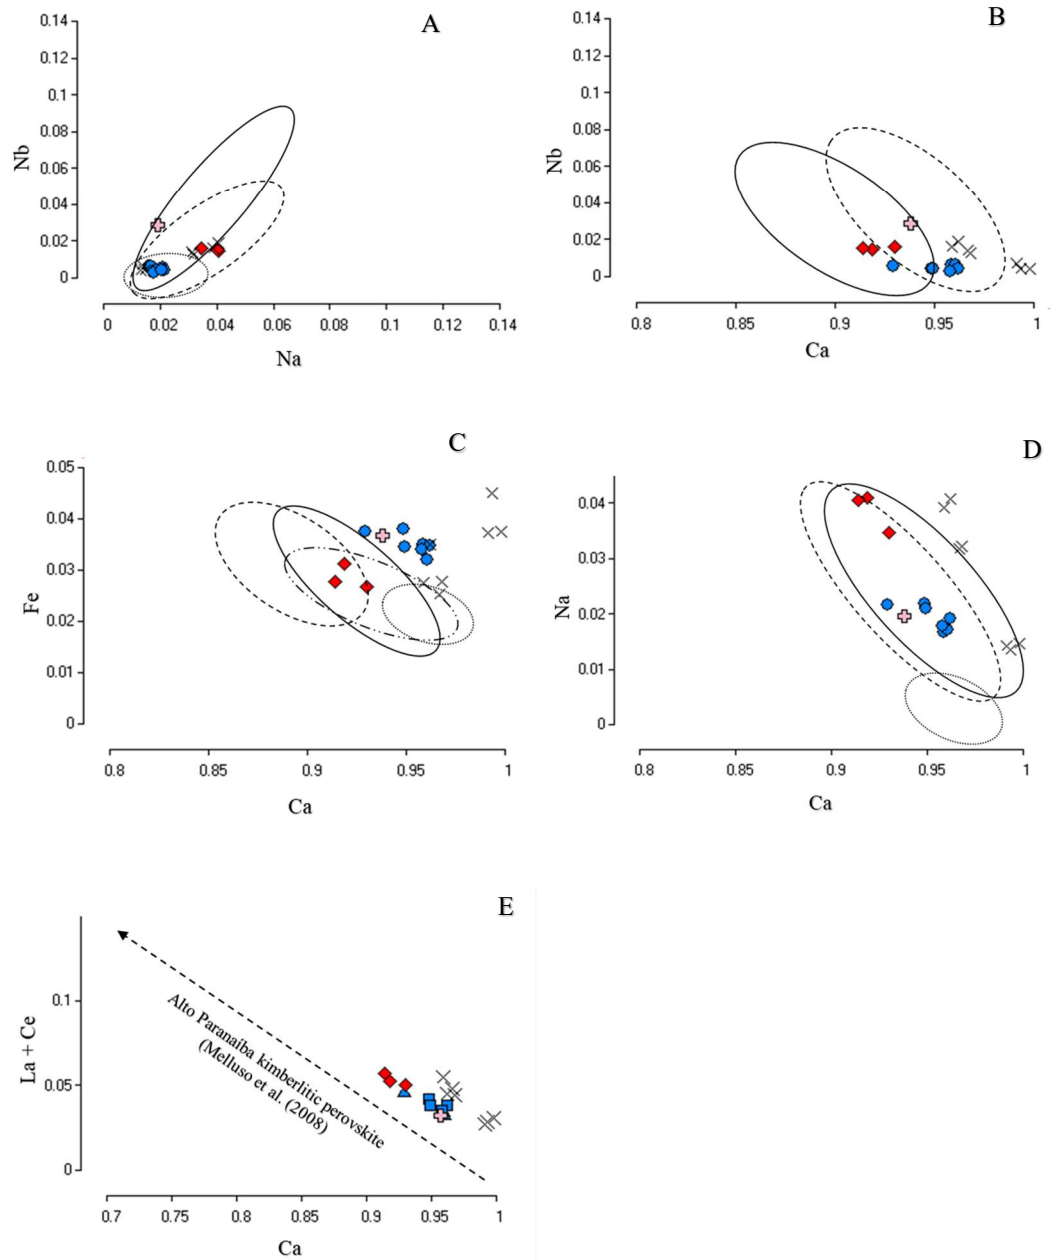 A
0.14
0.12
0.1
0.08
0.06
0.04
0.02
0
Nb
0 0.02 0.04 0.06 0.08 0.1 0.12 0.14
Na
B
0.14
0.12
0.1
0.08
0.06
0.04
0.02
0
Nb
0.8 0.85 0.9 0.95 1
Ca
C
0.05
0.04
0.03
0.02
0.01
0
Fe
0.8 0.85 0.9 0.95 1
Ca
D
0.04
0.03
0.02
0.01
0
Na
0.8 0.85 0.9 0.95 1
Ca
E
0.1
0.05
0
La + Ce
Alto Paranaíba kimberlitic perovskite
(Melluso et al. (2008)
0.7 0.75 0.8 0.85 0.9 0.95 1
Ca